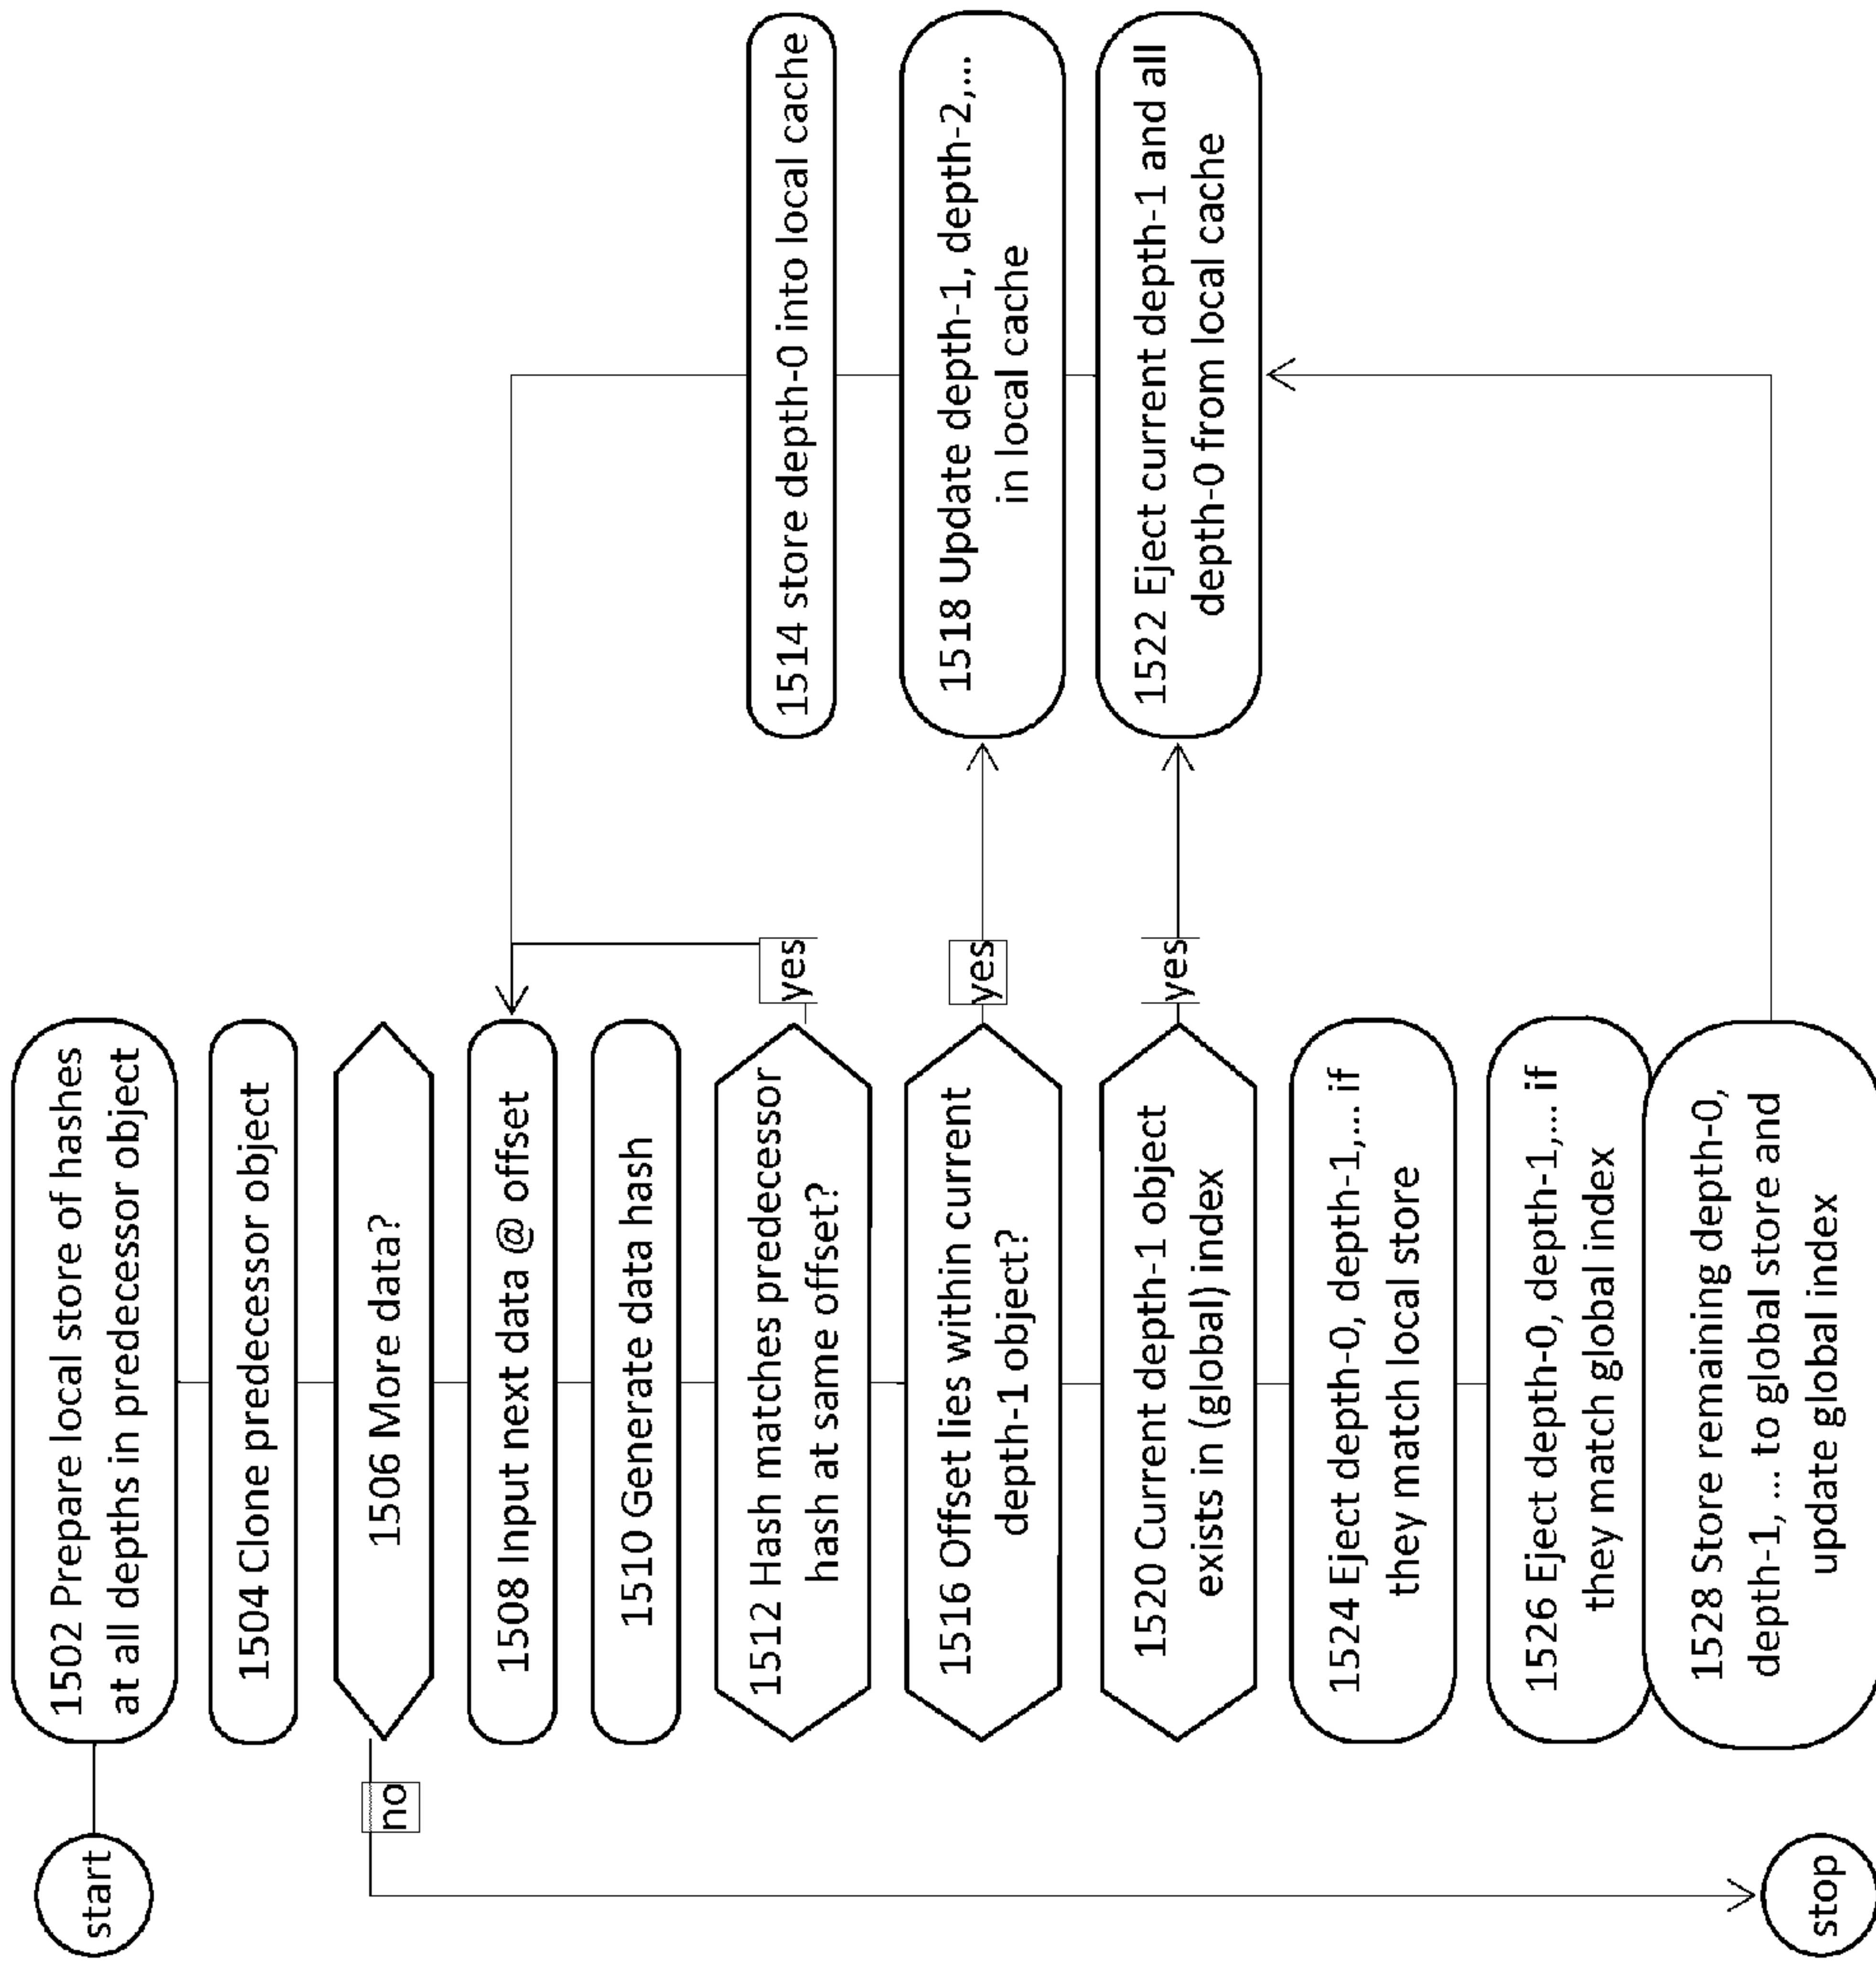 start
1502 Prepare local store of hashes
at all depths in predecessor object
1504 Clone predecessor object
1506 More data?
no
1508 Input next data @ offset
1510 Generate data hash
1512 Hash matches predecessor
hash at same offset?
yes
1514 store depth-0 into local cache
1516 Offset lies within current
depth-1 object?
yes
1518 Update depth-1, depth-2,...
in local cache
1520 Current depth-1 object
exists in (global) index
yes
1522 Eject current depth-1 and all
depth-0 from local cache
1524 Eject depth-0, depth-1,... if
they match local store
1526 Eject depth-0, depth-1,... if
they match global index
1528 Store remaining depth-0,
depth-1, ... to global store and
update global index
stop